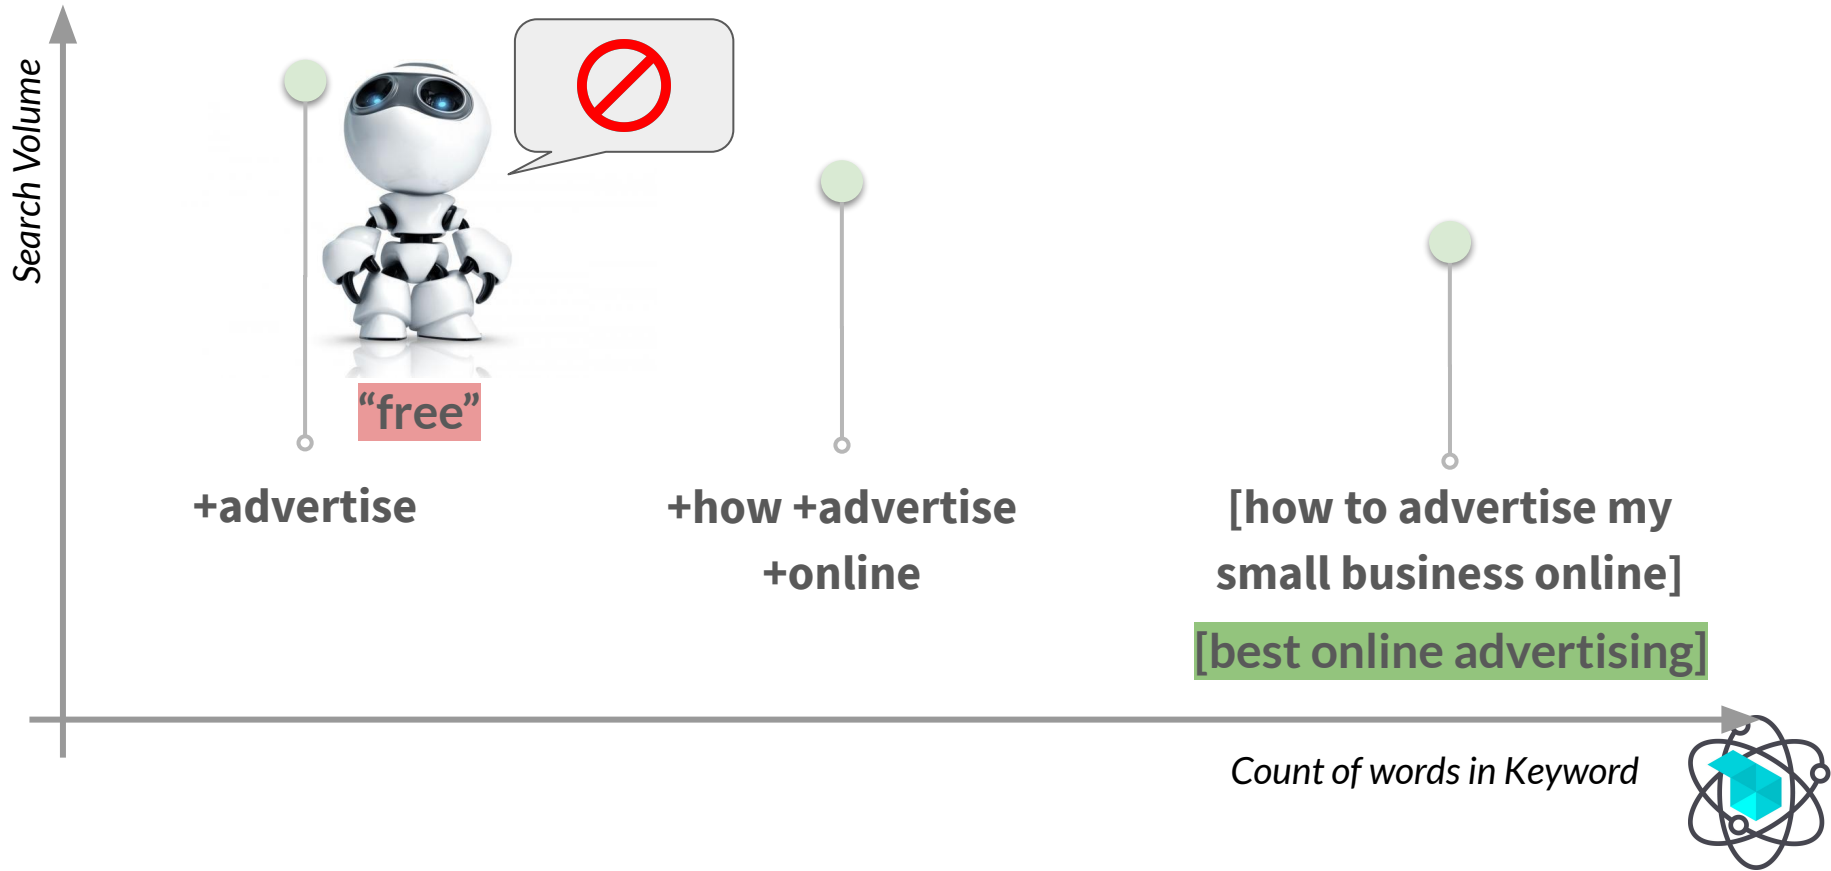 Search Volume
“free”
+advertise
+how +advertise
+online
[how to advertise my
small business online]
[best online advertising]
Count of words in Keyword